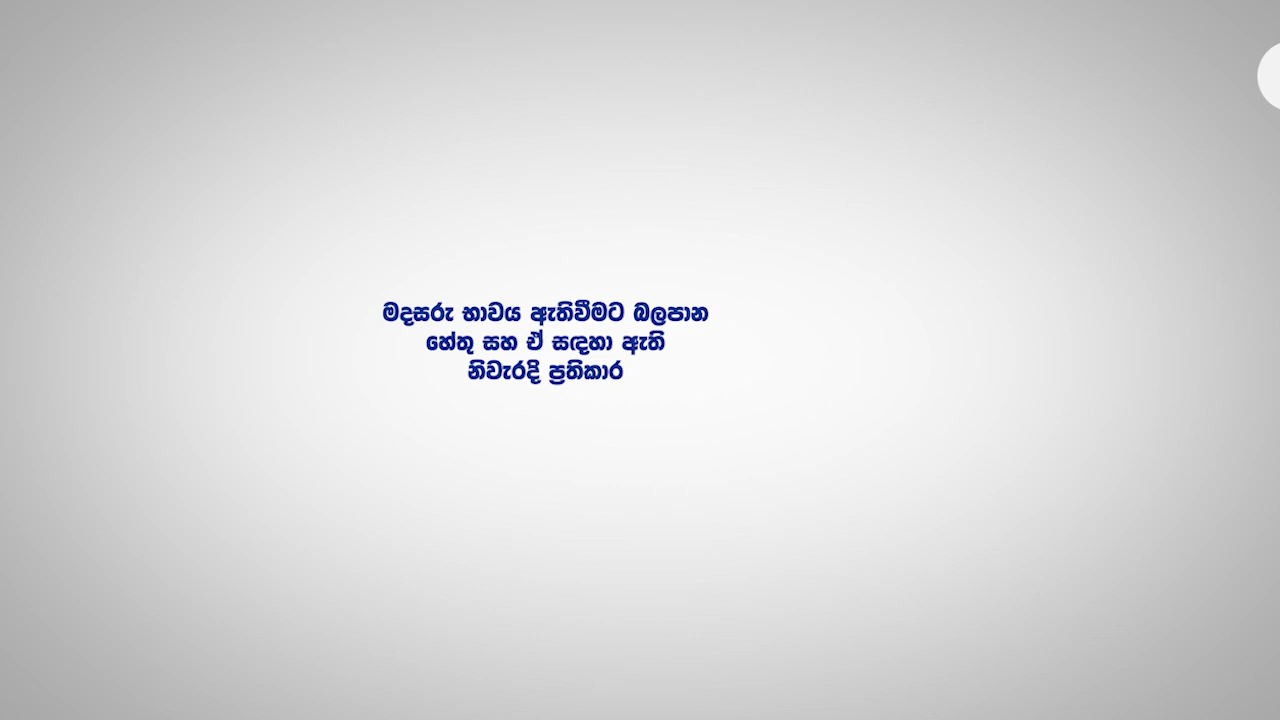 මදසරු භාවය ඇතිවීමට බලපාන
හේතු සහ ඒ සඳහා ඇති
නිවැරදි ප්‍රතිකාර